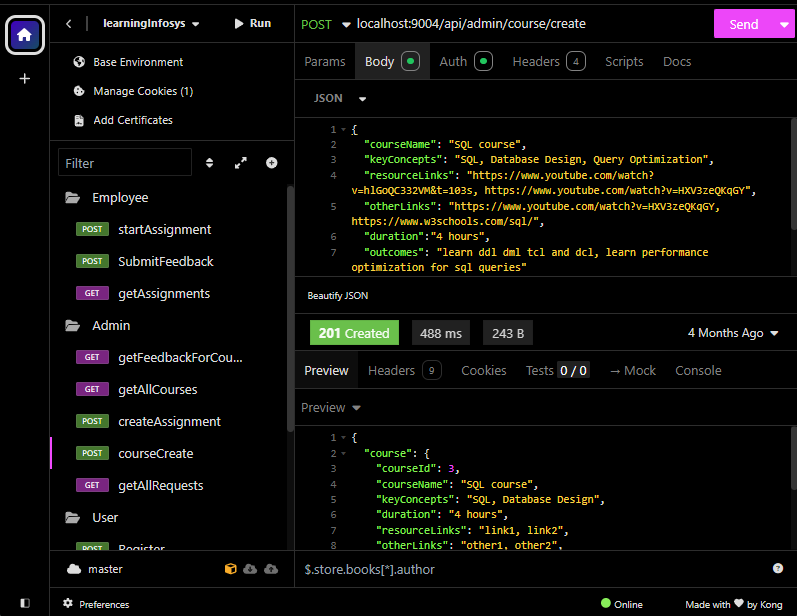 learningInfosys
Run
Base Environment
Manage Cookies (1)
Add Certificates
Filter
Employee
POST startAssignment
POST SubmitFeedback
GET getAssignments
Admin
GET getFeedbackForCou...
GET getAllCourses
POST createAssignment
POST courseCreate
GET getAllRequests
User
POST Register
master
Preferences
POST localhost:9004/api/admin/course/create Send
Params Body Auth Headers 4 Scripts Docs
JSON
1 {
2 "courseName": "SQL course",
3 "keyConcepts": "SQL, Database Design, Query Optimization",
4 "resourceLinks": "https://www.youtube.com/watch?
v=hlGoQC332VM&t=103s, https://www.youtube.com/watch?v=HXV3zeQKqGY",
5 "otherLinks": "https://www.youtube.com/watch?v=HXV3zeQKqGY,
https://www.w3schools.com/sql/",
6 "duration":"4 hours",
7 "outcomes": "learn ddl dml tcl and dcl, learn performance
optimization for sql queries"
Beautify JSON
201 Created 488 ms 243 B 4 Months Ago
Preview Headers 9 Cookies Tests 0 / 0 → Mock Console
Preview
1 {
2 "course": {
3 "courseId": 3,
4 "courseName": "SQL course",
5 "keyConcepts": "SQL, Database Design",
6 "duration": "4 hours",
7 "resourceLinks": "link1, link2",
8 "otherLinks": "other1, other2",
$.store.books[*].author
Online
Made with ♥ by Kong